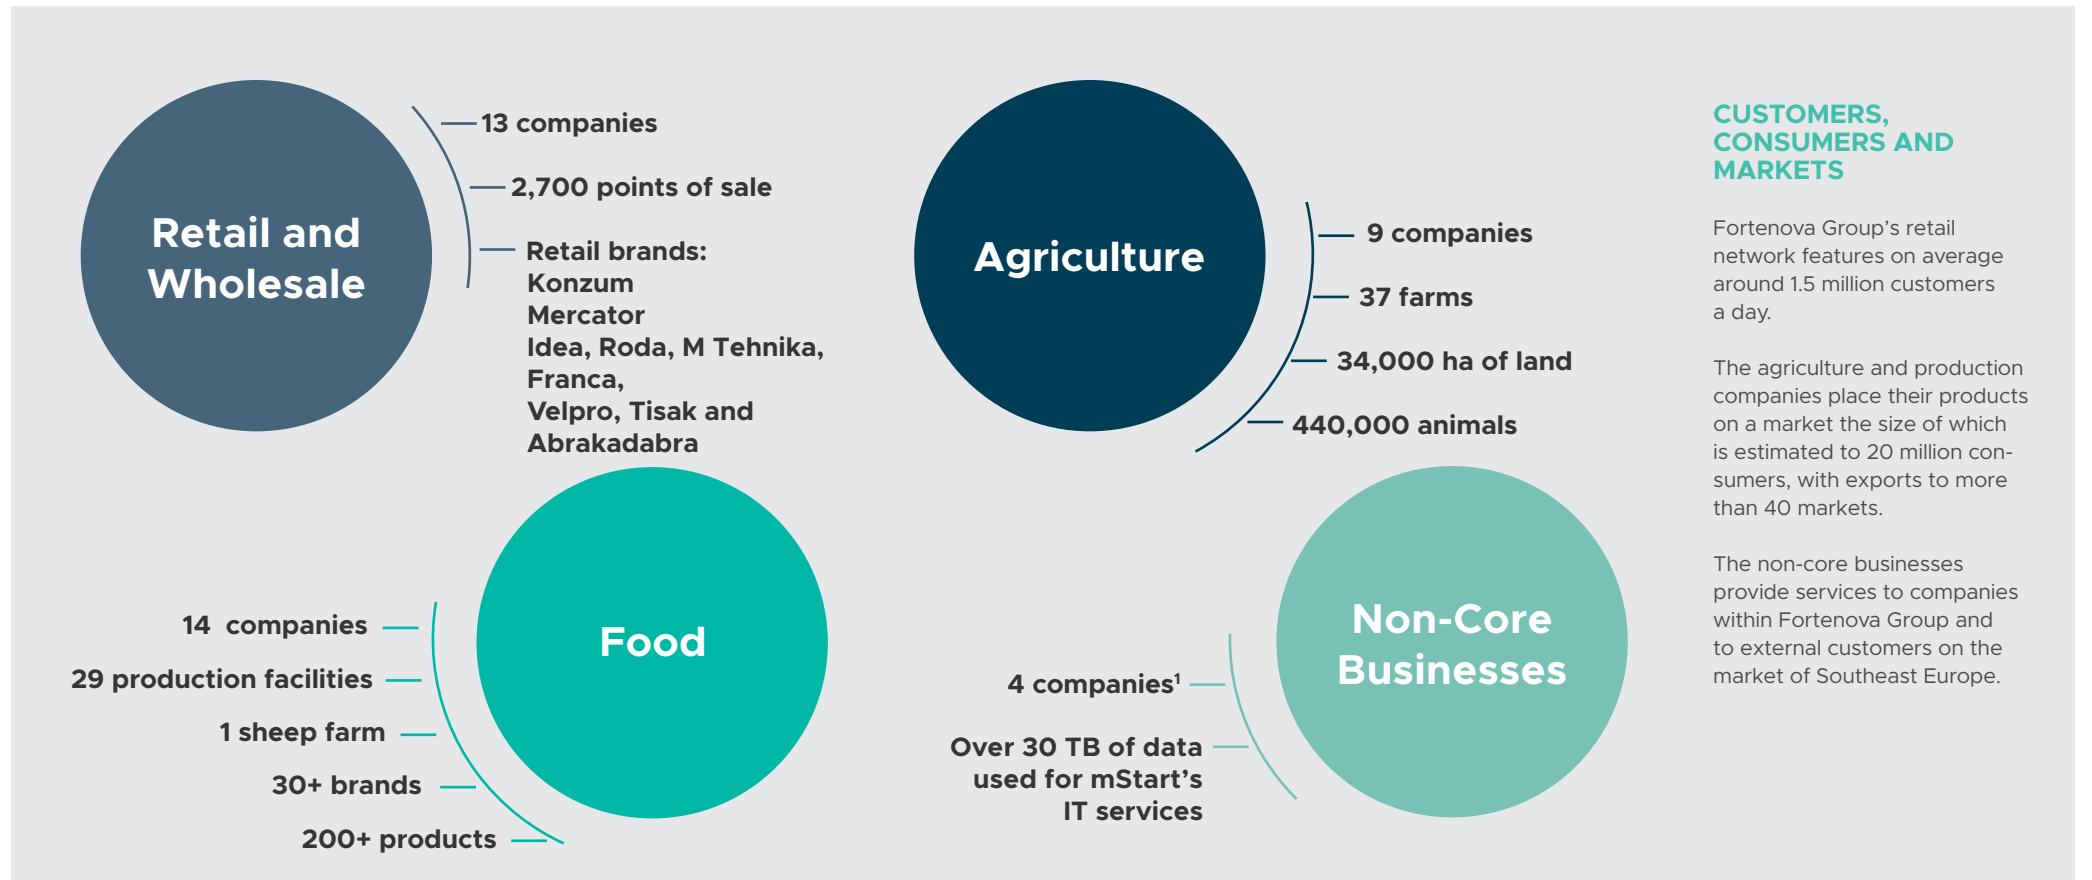 Retail and
Wholesale
13 companies
2,700 points of sale
Retail brands:
Konzum
Mercator
Idea, Roda, M Tehnika,
Franca,
Velpro, Tisak and
Abrakadabra
Agriculture
9 companies
37 farms
34,000 ha of land
440,000 animals
Food
14 companies
29 production facilities
1 sheep farm
30+ brands
200+ products
Non-Core
Businesses
4 companies¹
Over 30 TB of data
used for mStart's
IT services
CUSTOMERS,
CONSUMERS AND
MARKETS
Fortenova Group's retail
network features on average
around 1.5 million customers
a day.
The agriculture and production
companies place their products
on a market the size of which
is estimated to 20 million con-
sumers, with exports to more
than 40 markets.
The non-core businesses
provide services to companies
within Fortenova Group and
to external customers on the
market of Southeast Europe.